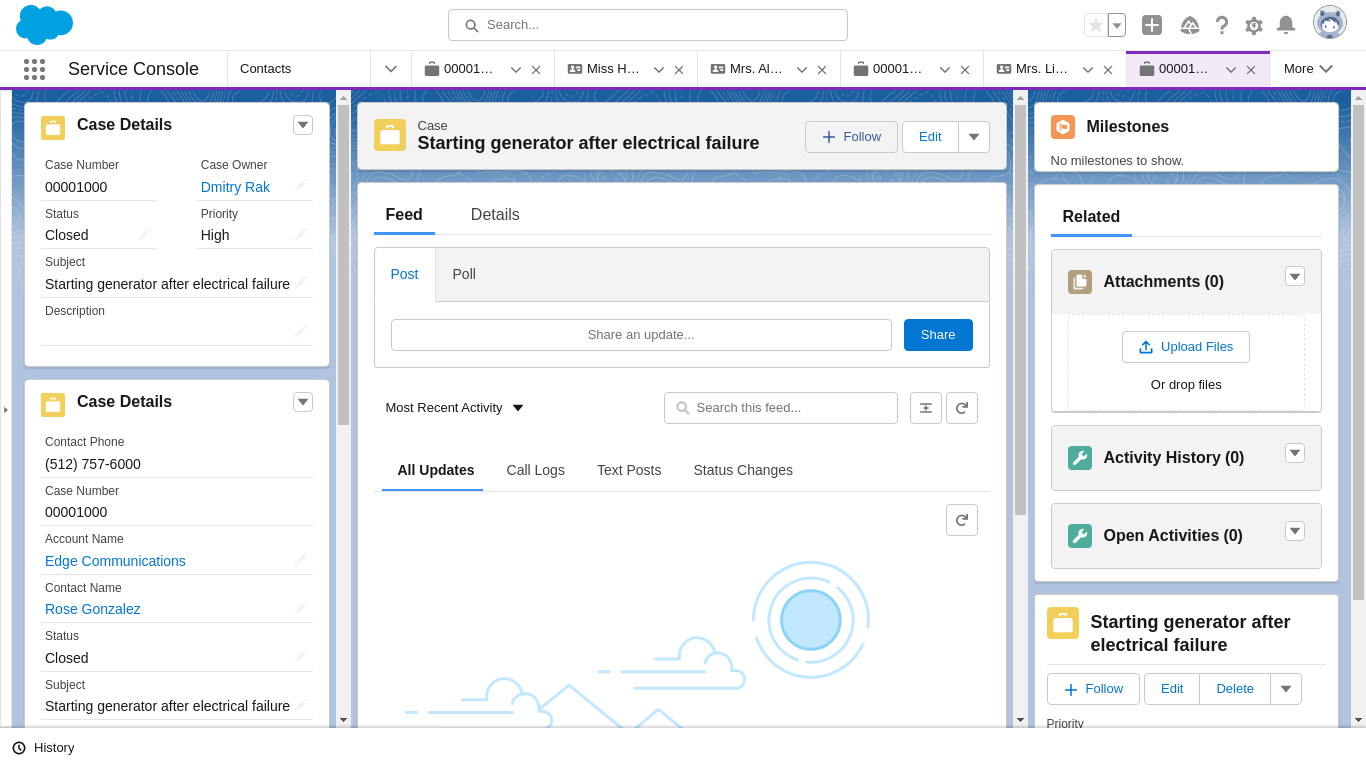 Search...
Service Console
Contacts
00001...
Miss H...
Mrs. Al...
00001...
Mrs. Li...
00001...
More
Case Details
Case Number
Case Owner
00001000
Dmitry Rak
Status
Priority
Closed
High
Subject
Starting generator after electrical failure
Description
Case Details
Contact Phone
(512) 757-6000
Case Number
00001000
Account Name
Edge Communications
Contact Name
Rose Gonzalez
Status
Closed
Subject
Starting generator after electrical failure
Case
Starting generator after electrical failure
Follow
Edit
Feed
Details
Post
Poll
Share an update...
Share
Most Recent Activity
Search this feed...
All Updates
Call Logs
Text Posts
Status Changes
Milestones
No milestones to show.
Related
Attachments (0)
Upload Files
Or drop files
Activity History (0)
Open Activities (0)
Starting generator after
electrical failure
Follow
Edit
Delete
Priority
History